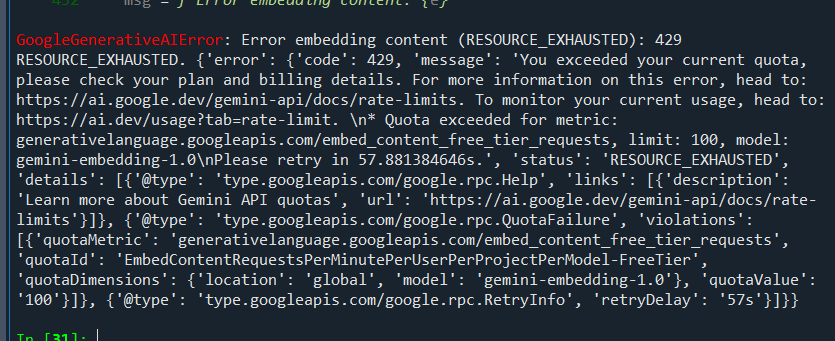 452 msg = f"Error embedding content: {e}"
GoogleGenerativeAIError: Error embedding content (RESOURCE_EXHAUSTED): 429
RESOURCE_EXHAUSTED. {'error': {'code': 429, 'message': 'You exceeded your current quota,
please check your plan and billing details. For more information on this error, head to:
https://ai.google.dev/gemini-api/docs/rate-limits. To monitor your current usage, head to:
https://ai.dev/usage?tab=rate-limit. \n* Quota exceeded for metric:
generativelanguage.googleapis.com/embed_content_free_tier_requests, limit: 100, model:
gemini-embedding-1.0\nPlease retry in 57.881384646s.', 'status': 'RESOURCE_EXHAUSTED',
'details': [{'@type': 'type.googleapis.com/google.rpc.Help', 'links': [{'description':
'Learn more about Gemini API quotas', 'url': 'https://ai.google.dev/gemini-api/docs/rate-
limits'}]}, {'@type': 'type.googleapis.com/google.rpc.QuotaFailure', 'violations':
[{'quotaMetric': 'generativelanguage.googleapis.com/embed_content_free_tier_requests',
'quotaId': 'EmbedContentRequestsPerMinutePerUserPerProjectPerModel-FreeTier',
'quotaDimensions': {'location': 'global', 'model': 'gemini-embedding-1.0'}, 'quotaValue':
'100'}]}, {'@type': 'type.googleapis.com/google.rpc.RetryInfo', 'retryDelay': '57s'}]}}
In [31]: